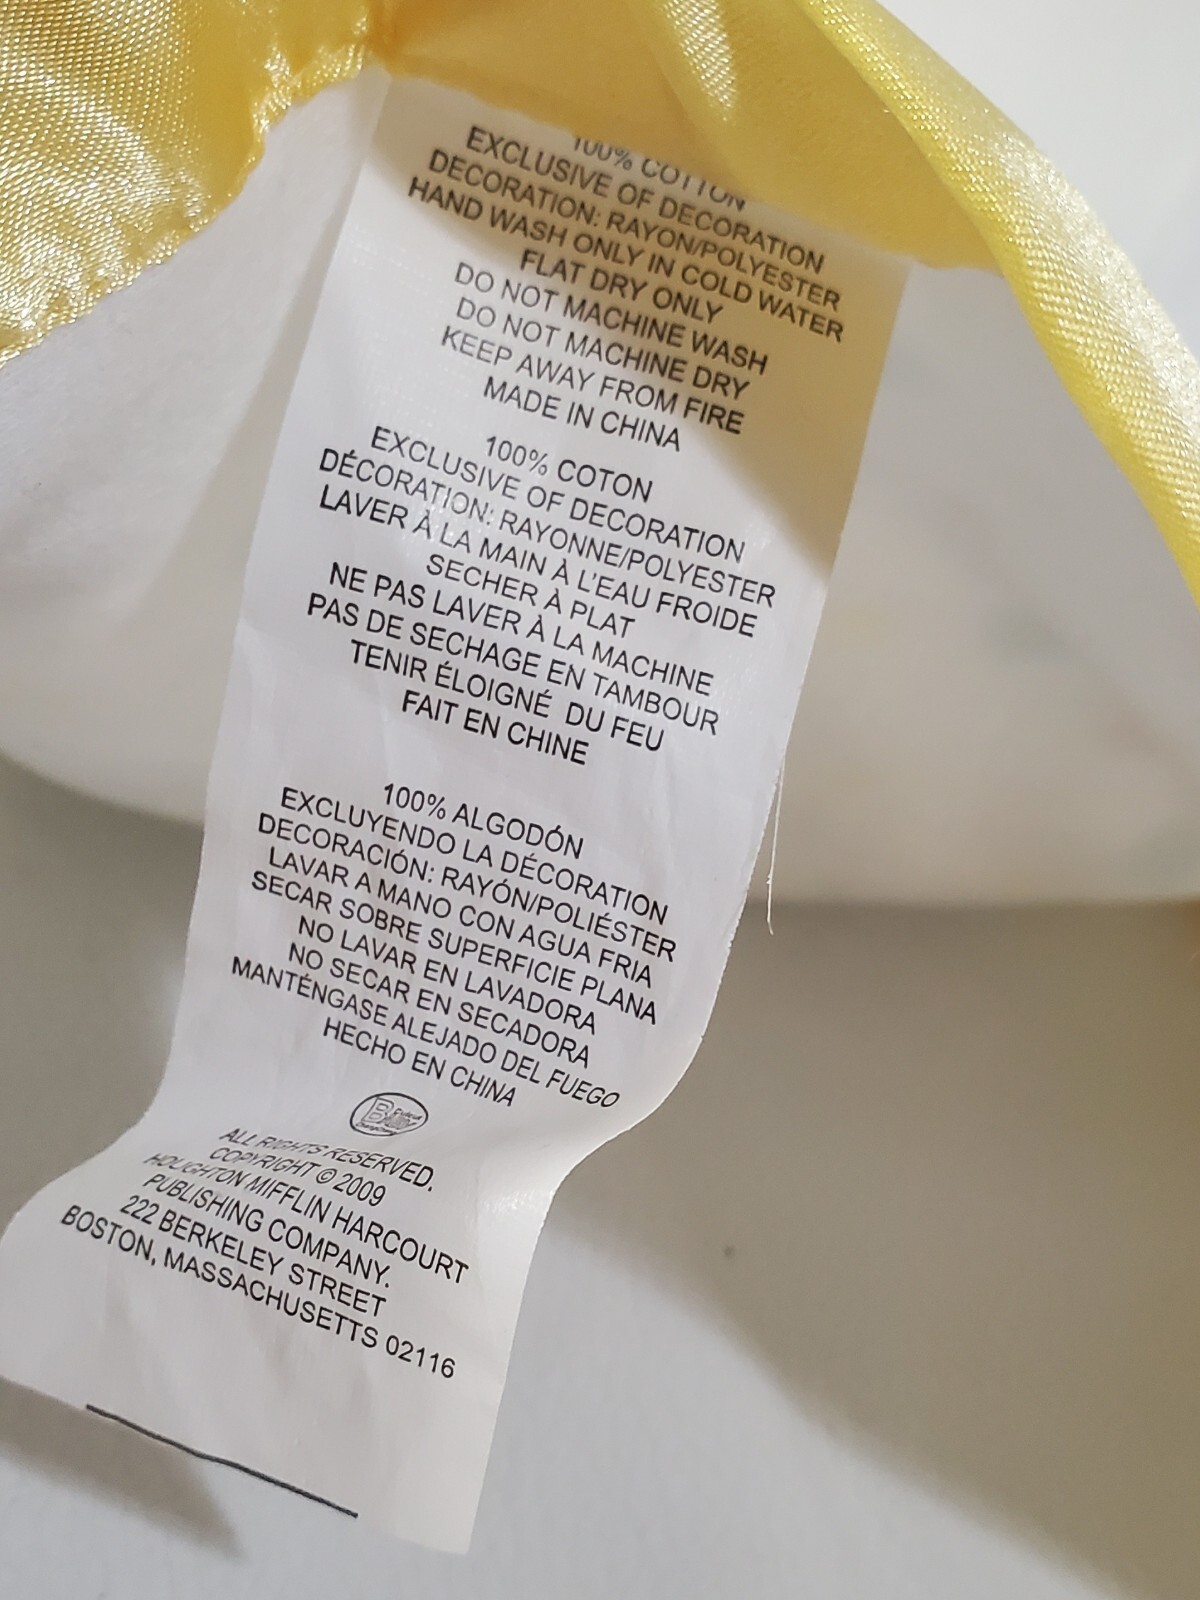 100% COTTON
EXCLUSIVE OF DECORATION
DECORATION: RAYON/POLYESTER
HAND WASH ONLY IN COLD WATER
FLAT DRY ONLY
DO NOT MACHINE WASH
DO NOT MACHINE DRY
KEEP AWAY FROM FIRE
MADE IN CHINA
100% COTON
EXCLUSIVE OF DECORATION
DÉCORATION: RAYONNE/POLYESTER
LAVER À LA MAIN À L'EAU FROIDE
SECHER À PLAT
NE PAS LAVER À LA MACHINE
PAS DE SECHAGE EN TAMBOUR
TENIR ÉLOIGNÉ DU FEU
FAIT EN CHINE
100% ALGODÓN
EXCLUYENDO LA DÉCORATION
DECORACIÓN: RAYÓN/POLIÉSTER
LAVAR A MANO CON AGUA FRIA
SECAR SOBRE SUPERFICIE PLANA
NO LAVAR EN LAVADORA
NO SECAR EN SECADORA
MANTÉNGASE ALEJADO DEL FUEGO
HECHO EN CHINA
ALL RIGHTS RESERVED.
COPYRIGHT © 2009
HOUGHTON MIFFLIN HARCOURT
PUBLISHING COMPANY.
222 BERKELEY STREET
BOSTON, MASSACHUSETTS 02116